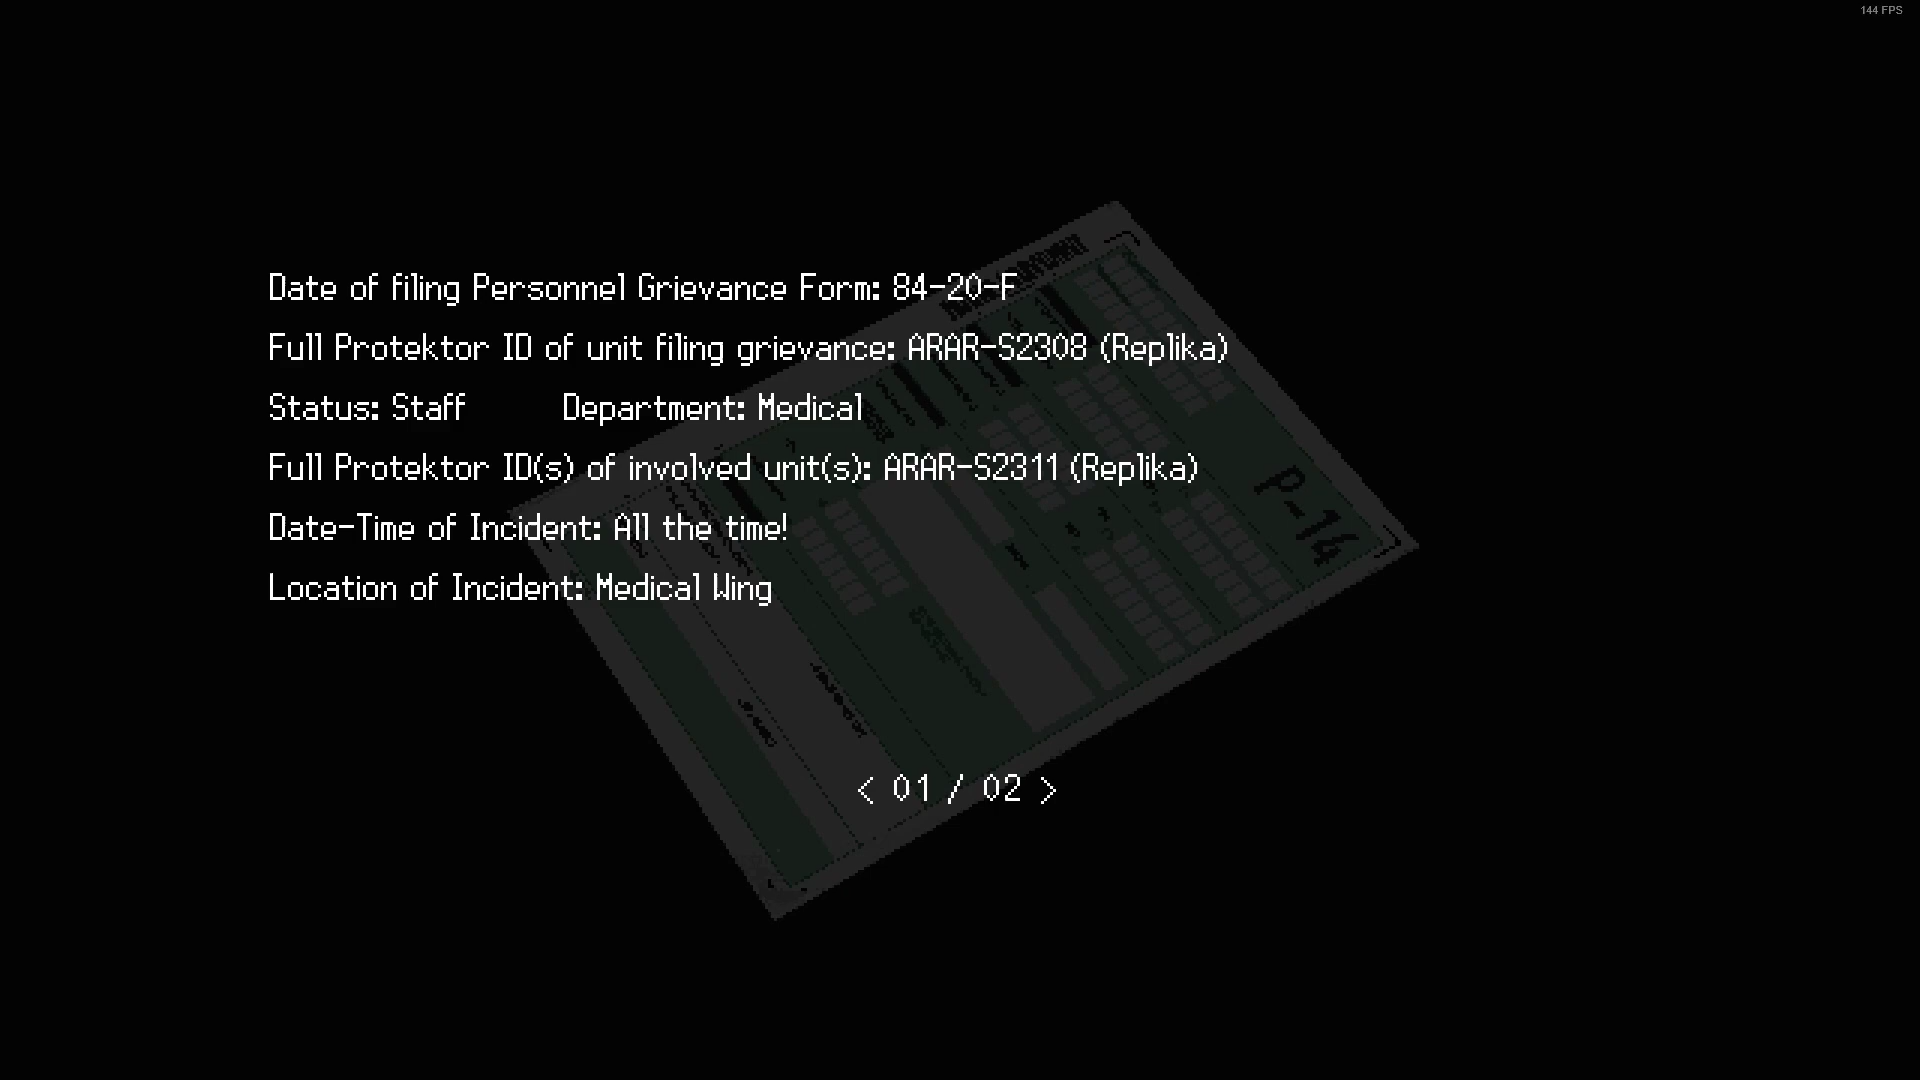 144 FPS
Date of filing Personnel Grievance Form: 84-20-F
Full Protektor ID of unit filing grievance: ARAR-S2308 (Replika)
Status: Staff Department: Medical
Full Protektor ID(s) of involved unit(s): ARAR-S2311 (Replika)
Date-Time of Incident: All the time!
Location of Incident: Medical Wing
P-14
< 01 / 02 >